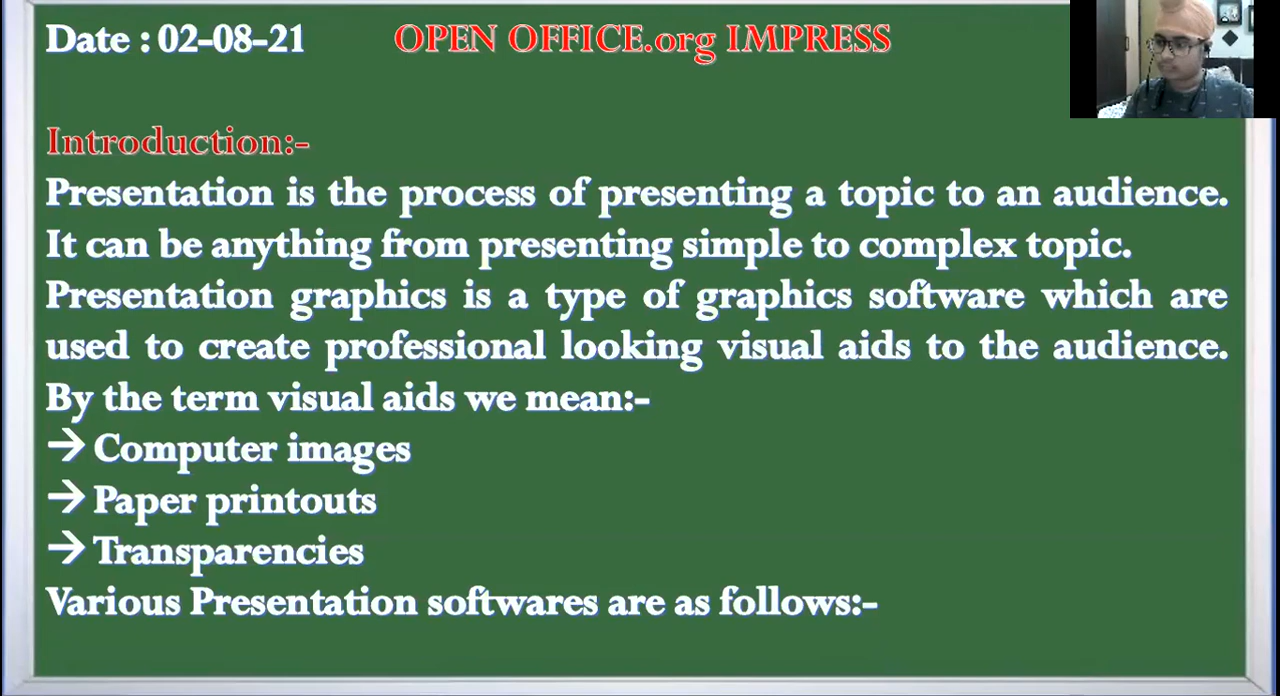 Date : 02-08-21 OPEN OFFICE.org IMPRESS
Introduction:-
Presentation is the process of presenting a topic to an audience.
It can be anything from presenting simple to complex topic.
Presentation graphics is a type of graphics software which are
used to create professional looking visual aids to the audience.
By the term visual aids we mean:-
→ Computer images
→ Paper printouts
→ Transparencies
Various Presentation softwares are as follows:-